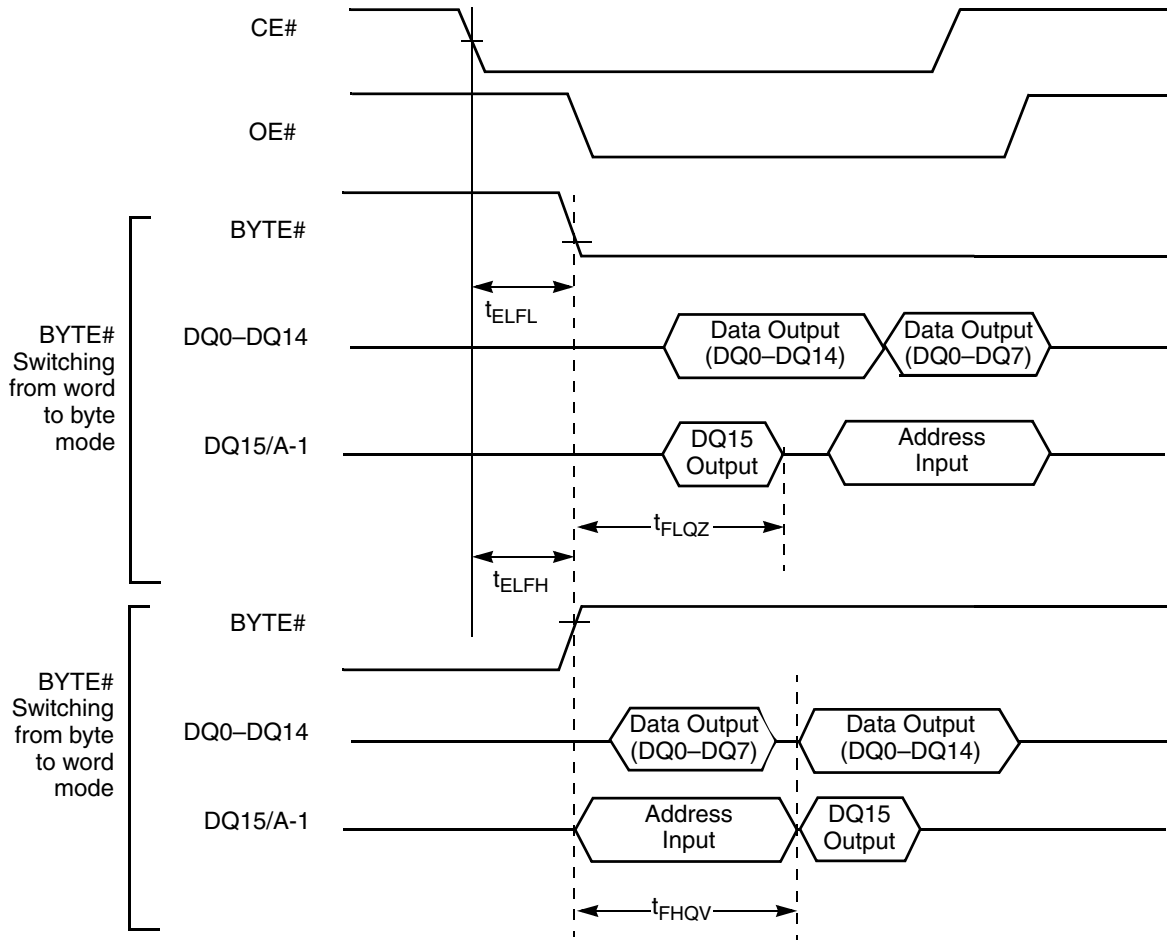 CE#
OE#
BYTE#
tELFL
BYTE#
Switching
from word
to byte
mode
DQ0–DQ14
Data Output
(DQ0–DQ14)
Data Output
(DQ0–DQ7)
DQ15/A-1
DQ15
Output
Address
Input
tFLQZ
tELFH
BYTE#
BYTE#
Switching
from byte
to word
mode
DQ0–DQ14
Data Output
(DQ0–DQ7)
Data Output
(DQ0–DQ14)
DQ15/A-1
Address
Input
DQ15
Output
tFHQV